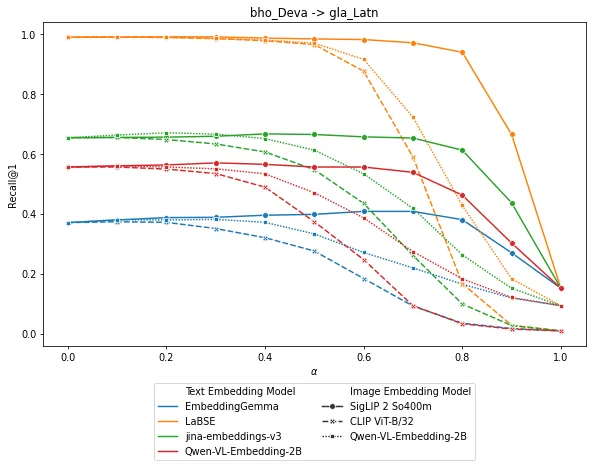 bho_Deva -> gla_Latn
Recall@1
1.0
0.8
0.6
0.4
0.2
0.0
0.0 0.2 0.4 0.6 0.8 1.0
α
Text Embedding Model
EmbeddingGemma
LaBSE
jina-embeddings-v3
Qwen-VL-Embedding-2B
Image Embedding Model
SigLIP 2 So400m
CLIP ViT-B/32
Qwen-VL-Embedding-2B